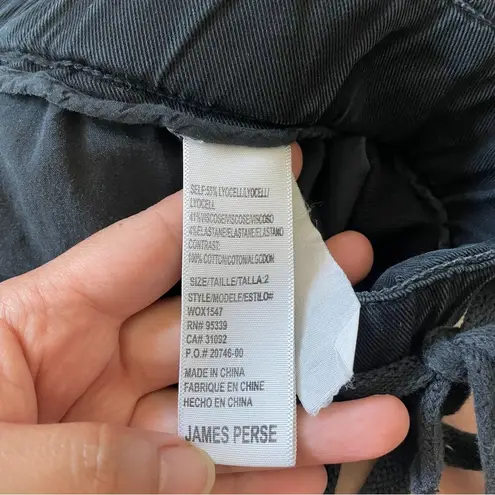 SELF:55% LYOCELL/LYOCELL/
LYOCELL
41%VISCOSE/VISCOSE/VISCOSO
4%ELASTANE/ELASTANE/ELASTANO
CONTRAST:
100% COTTON/COTON/ALGODON
SIZE/TAILLE/TALLA:2
STYLE/MODELE/ESTILO#
WOX1547
RN# 95339
CA# 31092
P.O.# 20746-00
MADE IN CHINA
FABRIQUE EN CHINE
HECHO EN CHINA
JAMES PERSE